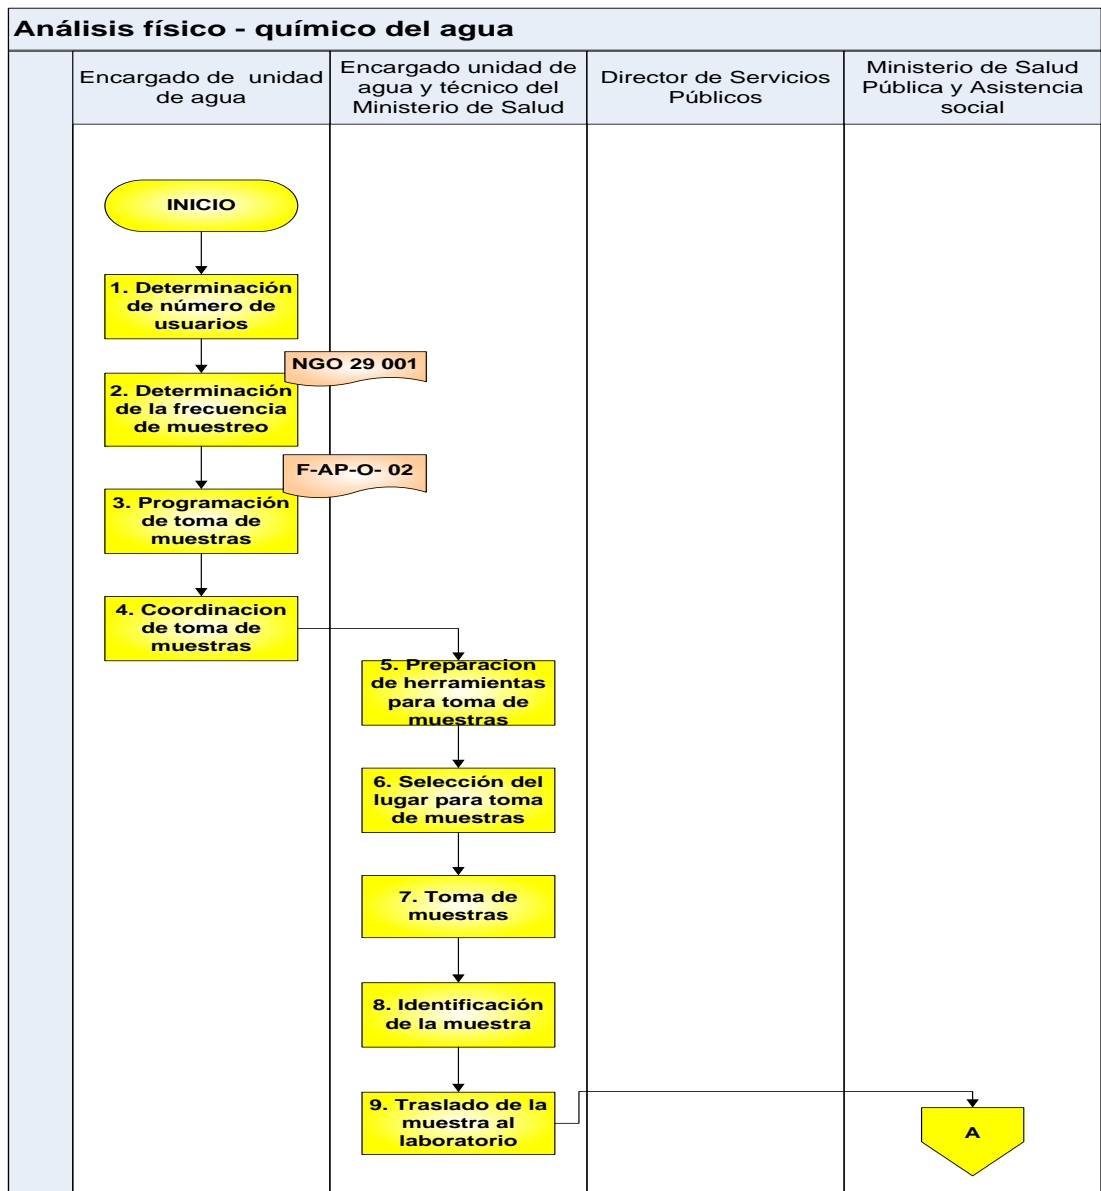 Análisis físico - químico del agua
Encargado de unidad
de agua
Encargado unidad de
agua y técnico del
Ministerio de Salud
Director de Servicios
Públicos
Ministerio de Salud
Pública y Asistencia
social
INICIO
1. Determinación
de número de
usuarios
NGO 29 001
2. Determinación
de la frecuencia
de muestreo
F-AP-O- 02
3. Programación
de toma de
muestras
4. Coordinacion
de toma de
muestras
5. Preparacion
de herramientas
para toma de
muestras
6. Selección del
lugar para toma
de muestras
7. Toma de
muestras
8. Identificación
de la muestra
9. Traslado de la
muestra al
laboratorio
A